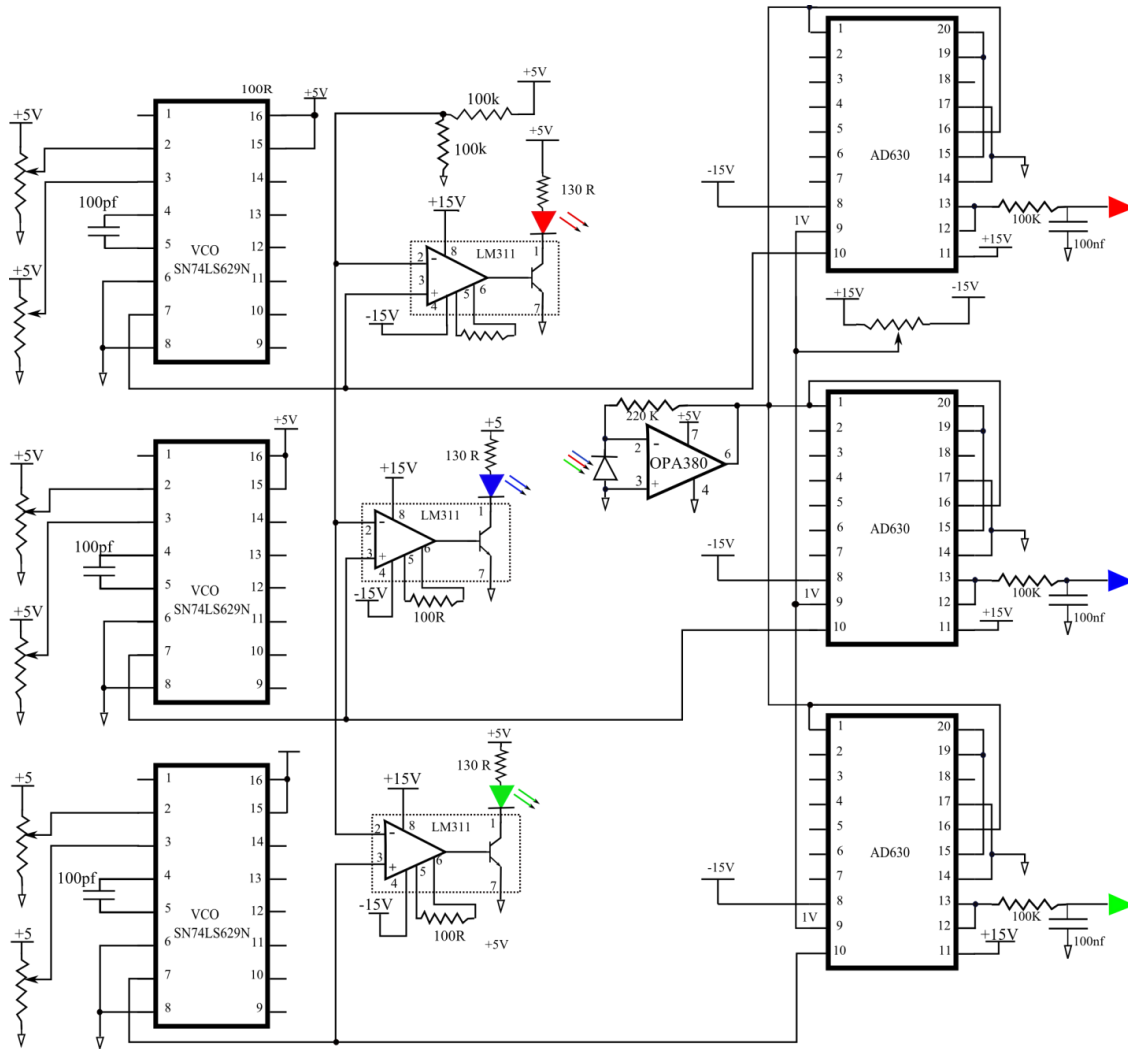 100R
+5V
1
2
3
4
5
6
7
8
16
15
14
13
12
11
10
9
VCO
SN74LS629N
+5V
+5V
100pf
+5V
100k
100k
+5V
130 R
+15V
LM311
8
2
3
4
5
6
1
7
-15V
1
2
3
4
5
6
7
8
9
10
20
19
18
17
16
15
14
13
12
11
AD630
-15V
1V
100K
100nf
+15V
+15V
-15V
+5V
1
2
3
4
5
6
7
8
16
15
14
13
12
11
10
9
VCO
SN74LS629N
+5V
+5V
100pf
+5
130 R
+15V
LM311
8
2
3
4
5
6
1
7
-15V
100R
220 K
+5V
7
2
3
6
4
OPA380
1
2
3
4
5
6
7
8
9
10
20
19
18
17
16
15
14
13
12
11
AD630
-15V
1V
100K
100nf
+15V
1
2
3
4
5
6
7
8
16
15
14
13
12
11
10
9
VCO
SN74LS629N
+5
+5
100pf
+5V
130 R
+15V
LM311
8
2
3
4
5
6
1
7
-15V
100R
+5V
1
2
3
4
5
6
7
8
9
10
20
19
18
17
16
15
14
13
12
11
AD630
-15V
1V
100K
100nf
+15V